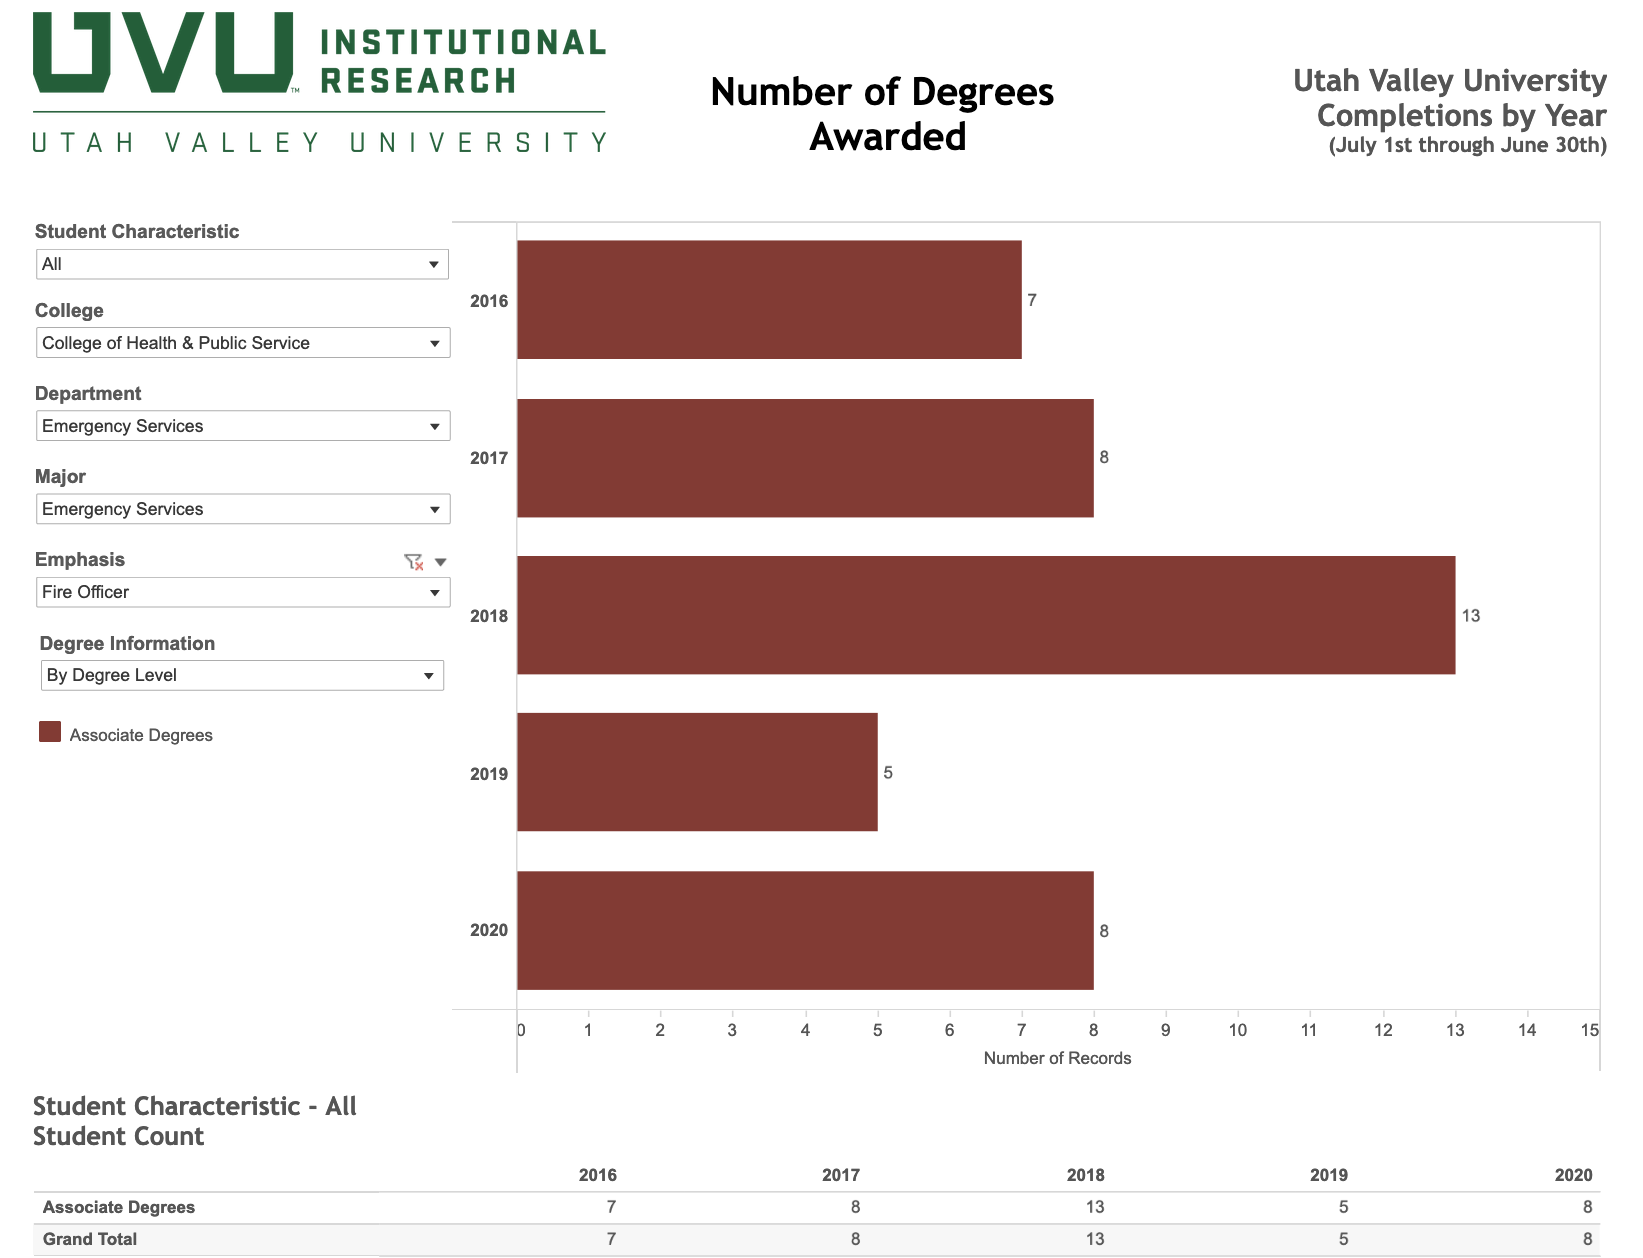 UVU INSTITUTIONAL
RESEARCH
™
UTAH VALLEY UNIVERSITY
Number of Degrees
Awarded
Utah Valley University
Completions by Year
(July 1st through June 30th)
Student Characteristic
All
College
College of Health & Public Service
Department
Emergency Services
Major
Emergency Services
Emphasis
Fire Officer
Degree Information
By Degree Level
Associate Degrees
2016 7
2017 8
2018 13
2019 5
2020 8
0 1 2 3 4 5 6 7 8 9 10 11 12 13 14 15
Number of Records
Student Characteristic - All
Student Count
2016 2017 2018 2019 2020
Associate Degrees 7 8 13 5 8
Grand Total 7 8 13 5 8